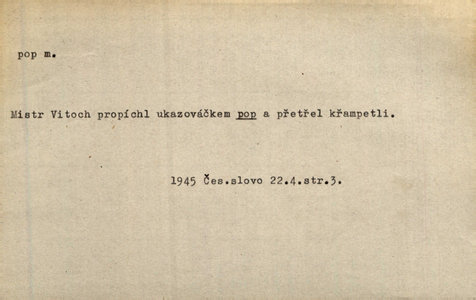 pop m.
Mistr Vitoch propíchl ukazováčkem pop a přetřel křampetli.
1945 Čes.slovo 22.4.str.3.